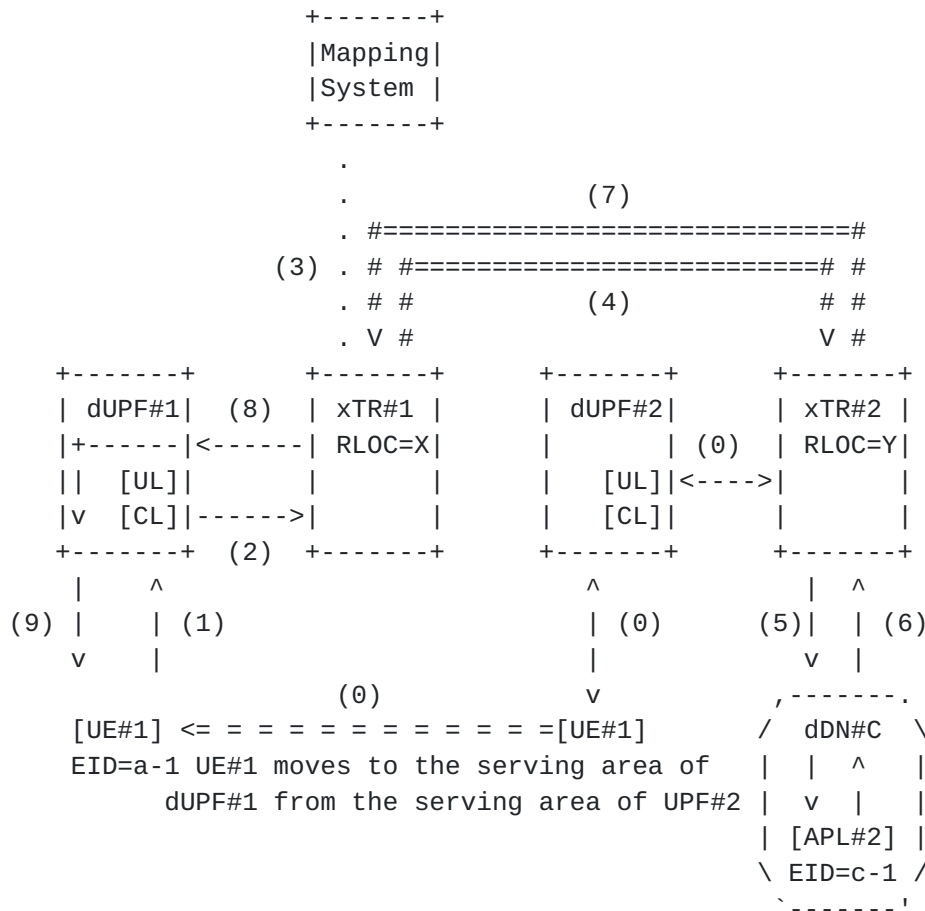 +-------+
                   |Mapping|
                   |System |
                   +-------+
                     .
                     .               (7)
                     . #==============================#
                 (3) . # #==========================# #
                     . # #           (4)            # #
                     . V #                          V #
   +-------+       +-------+      +-------+      +-------+
   | dUPF#1|  (8)  | xTR#1 |      | dUPF#2|      | xTR#2 |
   |+------|<------| RLOC=X|      |       | (0)  | RLOC=Y|
   ||  [UL]|       |       |      |   [UL]|<---->|       |
   |v  [CL]|------>|       |      |   [CL]|      |       |
   +-------+  (2)  +-------+      +-------+      +-------+
    |    ^                            ^             |  ^
(9) |    | (1)                        | (0)      (5)|  | (6)
    v    |                            |             v  |
                     (0)              v           ,-------.
    [UE#1] <= = = = = = = = = = = =[UE#1]       /  dDN#C  \
    EID=a-1 UE#1 moves to the serving area of   |  |  ^   |
          dUPF#1 from the serving area of UPF#2 |  v  |   |
                                                | [APL#2] |
                                                \ EID=c-1 /
                                                 `-------'